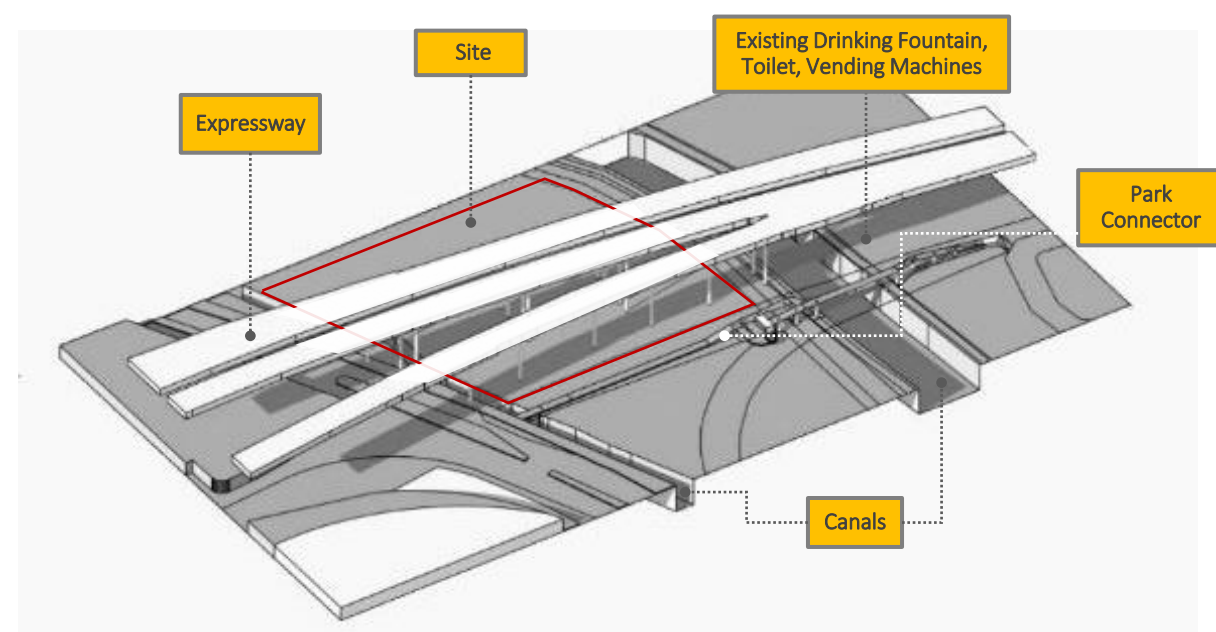 Site
Existing Drinking Fountain,
Toilet, Vending Machines
Expressway
Park
Connector
Canals